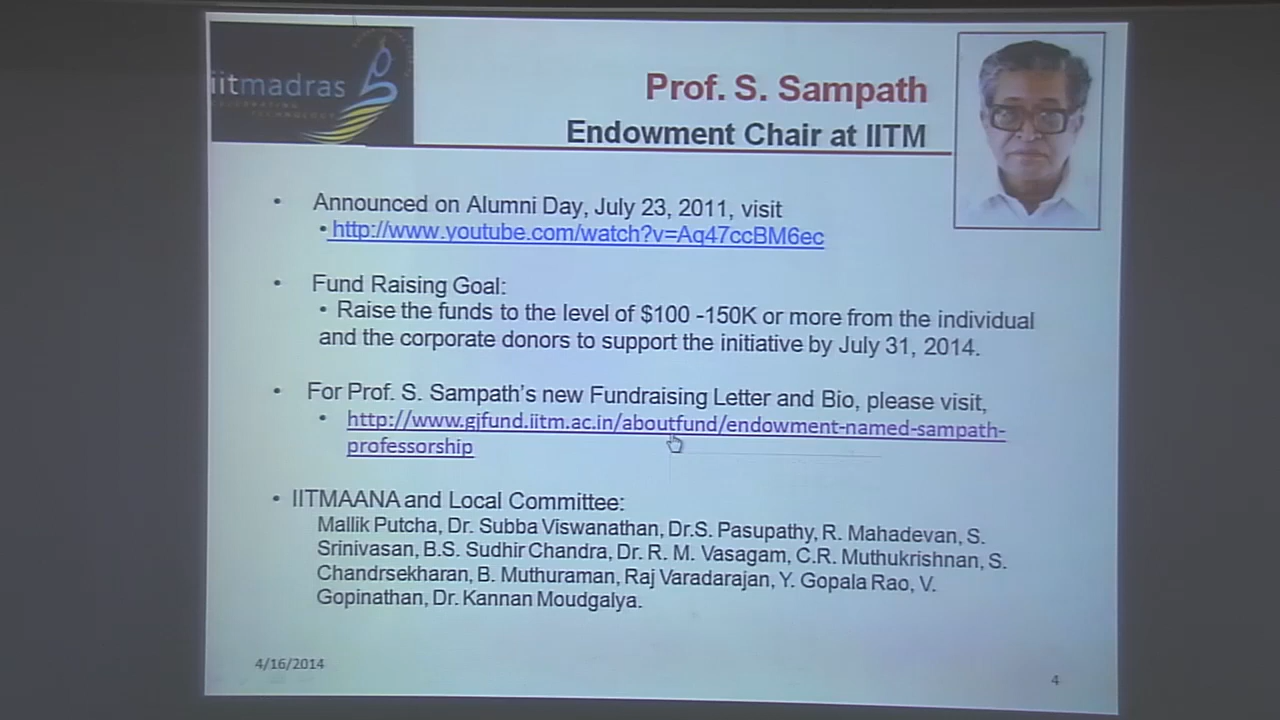 iitmadras
CELEBRATING
TECHNOLOGY
Prof. S. Sampath
Endowment Chair at IITM
• Announced on Alumni Day, July 23, 2011, visit
• http://www.youtube.com/watch?v=Aq47ccBM6ec
• Fund Raising Goal:
• Raise the funds to the level of $100 -150K or more from the individual
and the corporate donors to support the initiative by July 31, 2014.
• For Prof. S. Sampath's new Fundraising Letter and Bio, please visit,
• http://www.gjfund.iitm.ac.in/aboutfund/endowment-named-sampath-
professorship
• IITMAANA and Local Committee:
Mallik Putcha, Dr. Subba Viswanathan, Dr.S. Pasupathy, R. Mahadevan, S.
Srinivasan, B.S. Sudhir Chandra, Dr. R. M. Vasagam, C.R. Muthukrishnan, S.
Chandrsekharan, B. Muthuraman, Raj Varadarajan, Y. Gopala Rao, V.
Gopinathan, Dr. Kannan Moudgalya.
4/16/2014
4